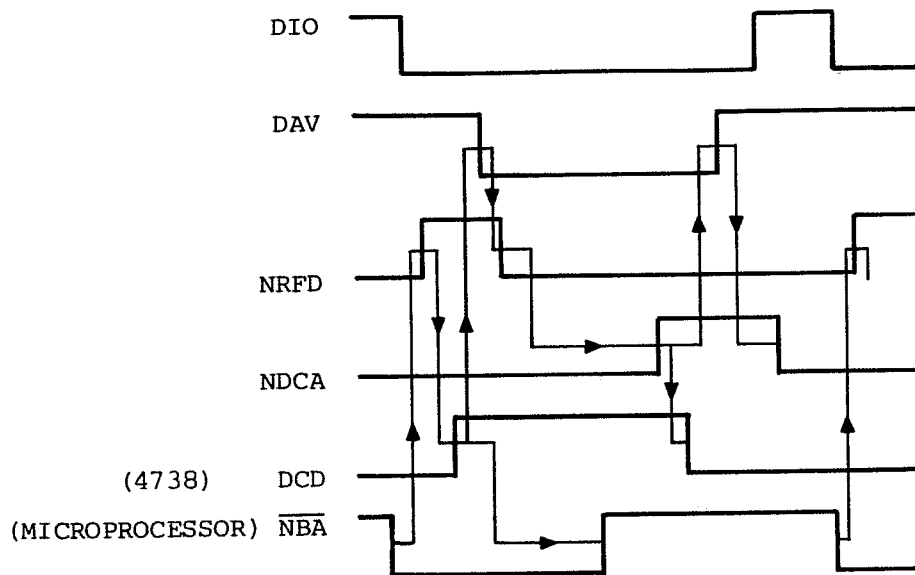 DIO
DAV
NRFD
NDCA
(4738) DCD
(MICROPROCESSOR) NBA